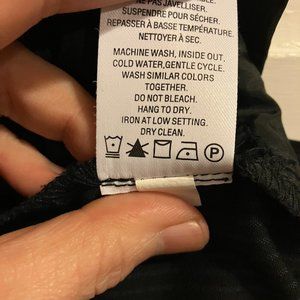 NE PAS JAVELLISER.
SUSPENDRE POUR SÉCHER.
REPASSER À BASSE TEMPÉRATURE.
NETTOYER À SEC.
MACHINE WASH, INSIDE OUT.
COLD WATER,GENTLE CYCLE.
WASH SIMILAR COLORS
TOGETHER.
DO NOT BLEACH.
HANG TO DRY.
IRON AT LOW SETTING.
DRY CLEAN.
P